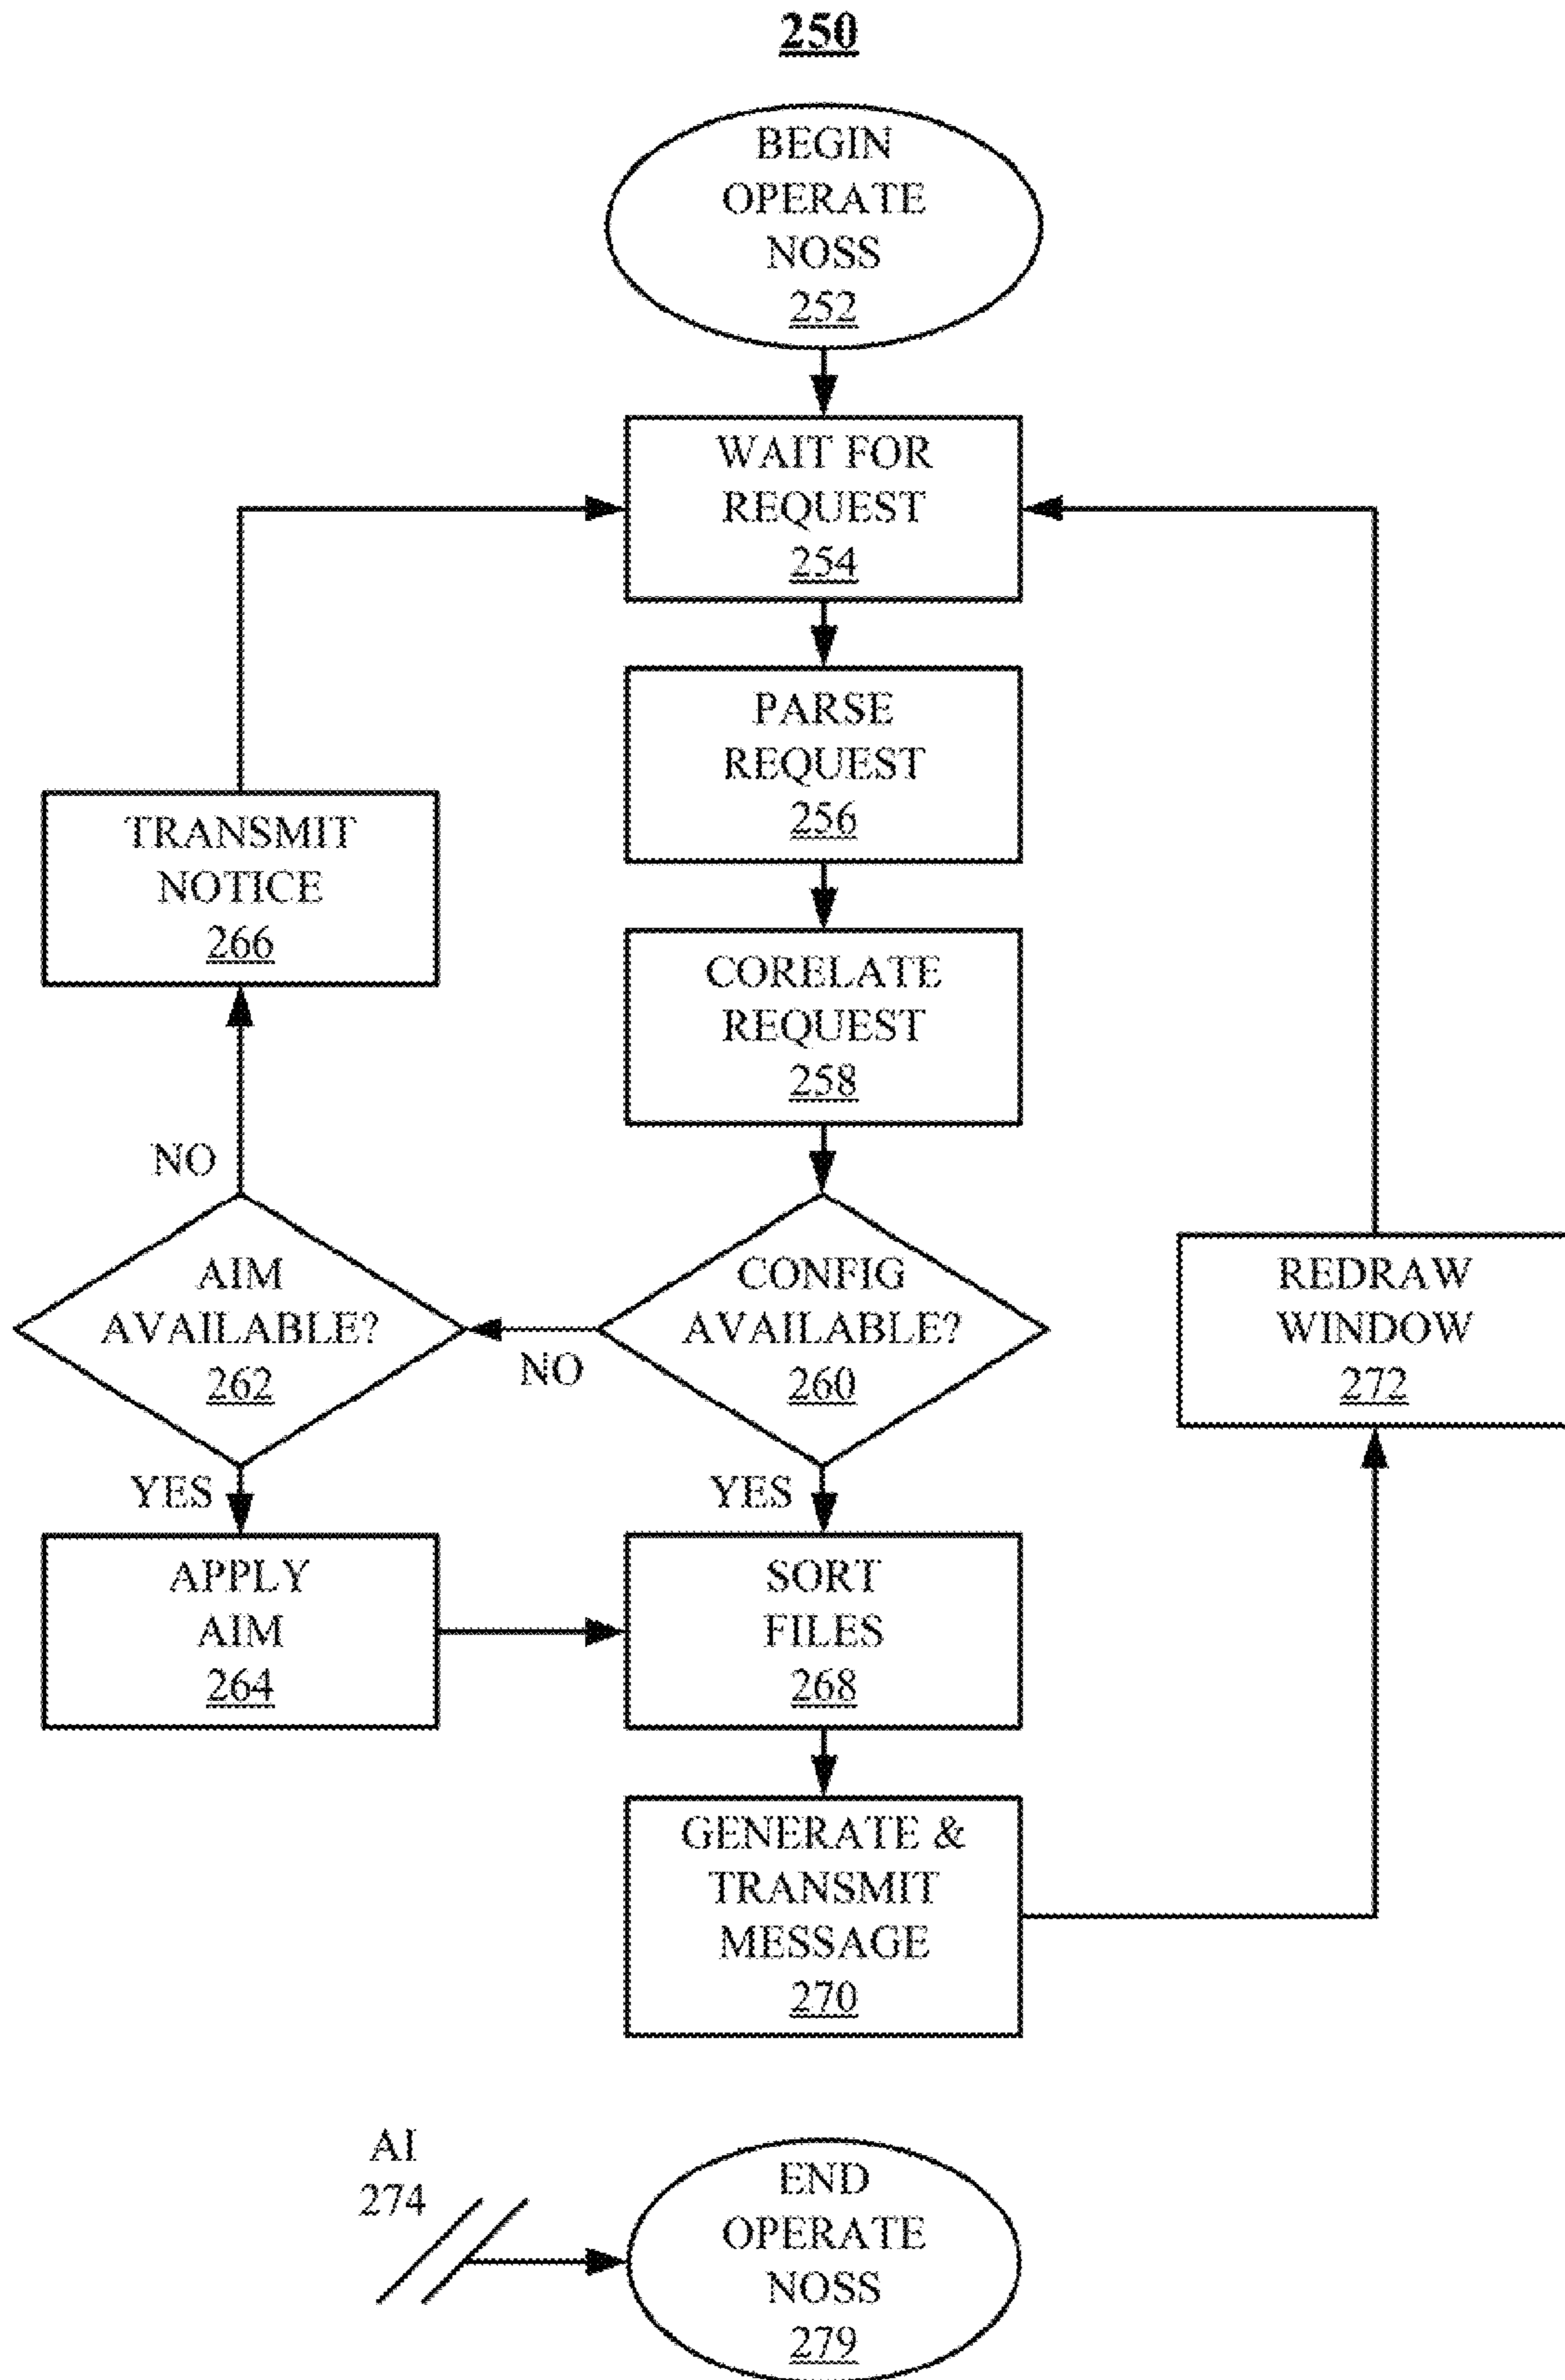 250
BEGIN
OPERATE
NOSS
252
WAIT FOR
REQUEST
254
PARSE
REQUEST
256
TRANSMIT
NOTICE
266
CORELATE
REQUEST
258
NO
AIM
AVAILABLE?
262
NO
CONFIG
AVAILABLE?
260
REDRAW
WINDOW
272
YES
YES
APPLY
AIM
264
SORT
FILES
268
GENERATE &
TRANSMIT
MESSAGE
270
AI
274
END
OPERATE
NOSS
279